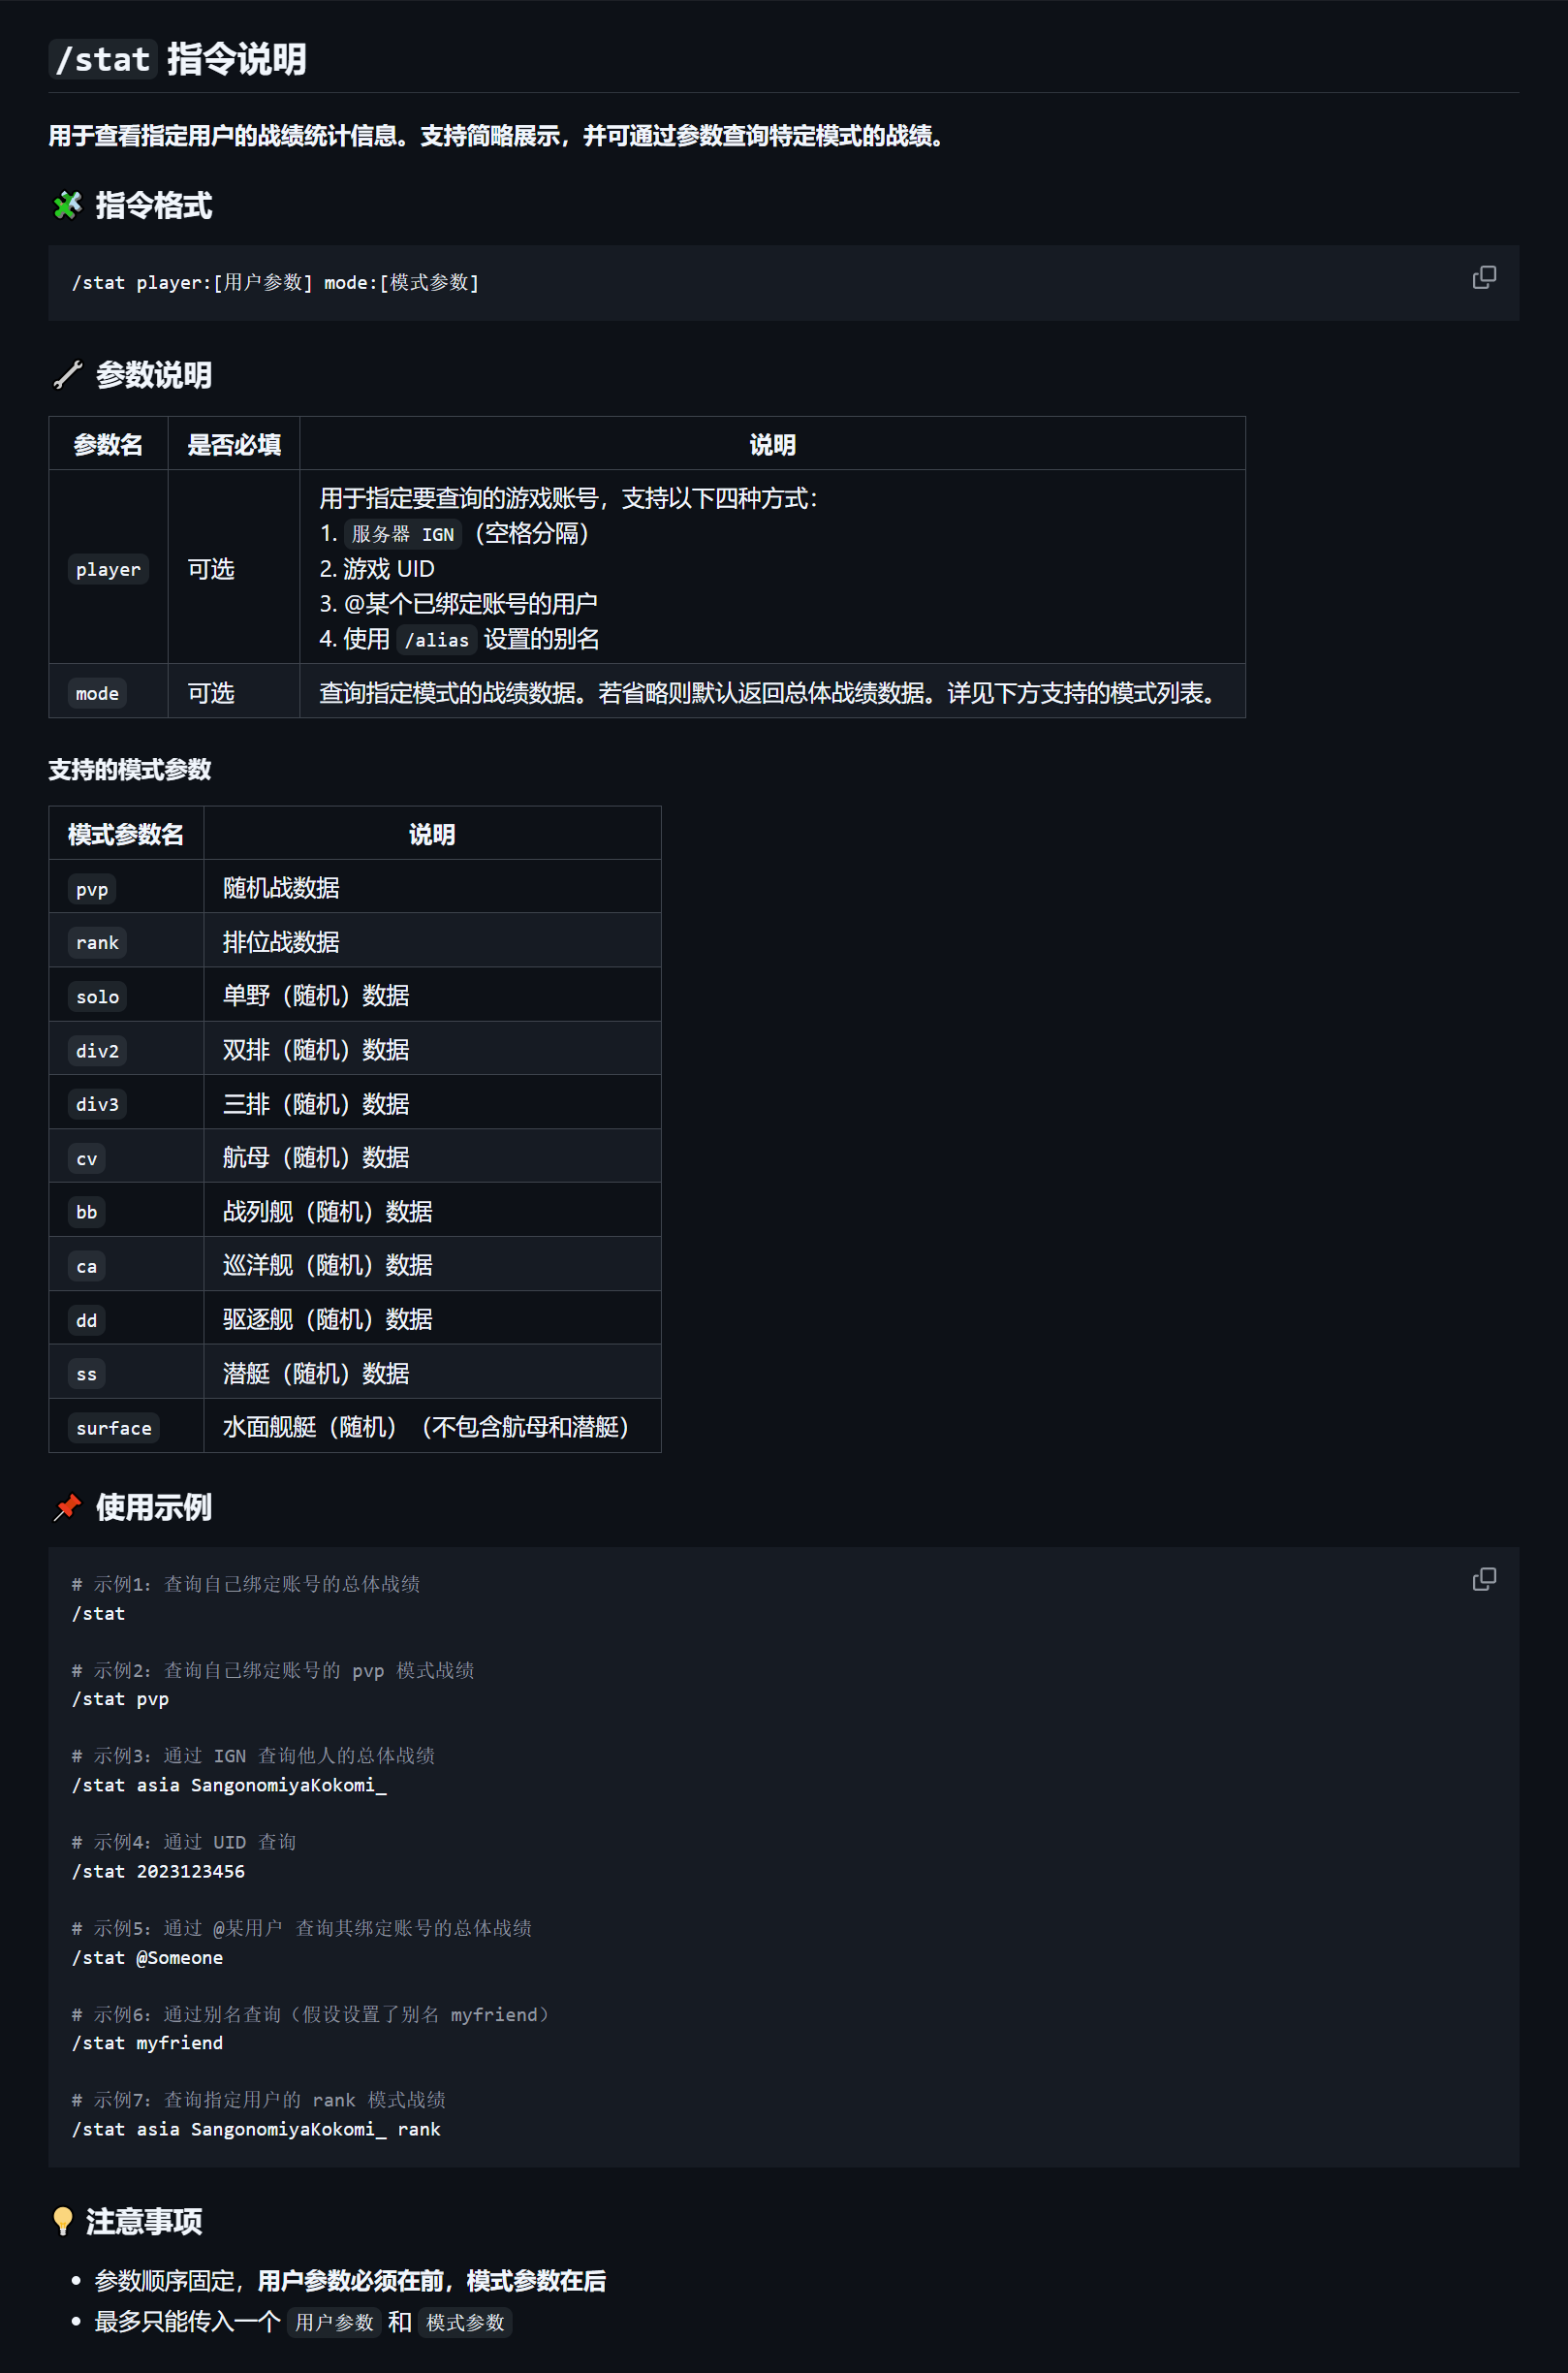 /stat 指令说明
用于查看指定用户的战绩统计信息。支持简略展示，并可通过参数查询特定模式的战绩。
指令格式
/stat player:[用户参数] mode:[模式参数]
参数说明
参数名 是否必填 说明
player 可选 用于指定要查询的游戏账号，支持以下四种方式：
1. 服务器 IGN（空格分隔）
2. 游戏 UID
3. @某个已绑定账号的用户
4. 使用 /alias 设置的别名
mode 可选 查询指定模式的战绩数据。若省略则默认返回总体战绩数据。详见下方支持的模式列表。
支持的模式参数
模式参数名 说明
pvp 随机战数据
rank 排位战数据
solo 单野（随机）数据
div2 双排（随机）数据
div3 三排（随机）数据
cv 航母（随机）数据
bb 战列舰（随机）数据
ca 巡洋舰（随机）数据
dd 驱逐舰（随机）数据
ss 潜艇（随机）数据
surface 水面舰艇（随机）（不包含航母和潜艇）
使用示例
# 示例1：查询自己绑定账号的总体战绩
/stat
# 示例2：查询自己绑定账号的 pvp 模式战绩
/stat pvp
# 示例3：通过 IGN 查询他人的总体战绩
/stat asia SangonomiyaKokomi_
# 示例4：通过 UID 查询
/stat 2023123456
# 示例5：通过 @某用户 查询其绑定账号的总体战绩
/stat @Someone
# 示例6：通过别名查询（假设设置了别名 myfriend）
/stat myfriend
# 示例7：查询指定用户的 rank 模式战绩
/stat asia SangonomiyaKokomi_ rank
注意事项
• 参数顺序固定，用户参数必须在前，模式参数在后
• 最多只能传入一个 用户参数 和 模式参数